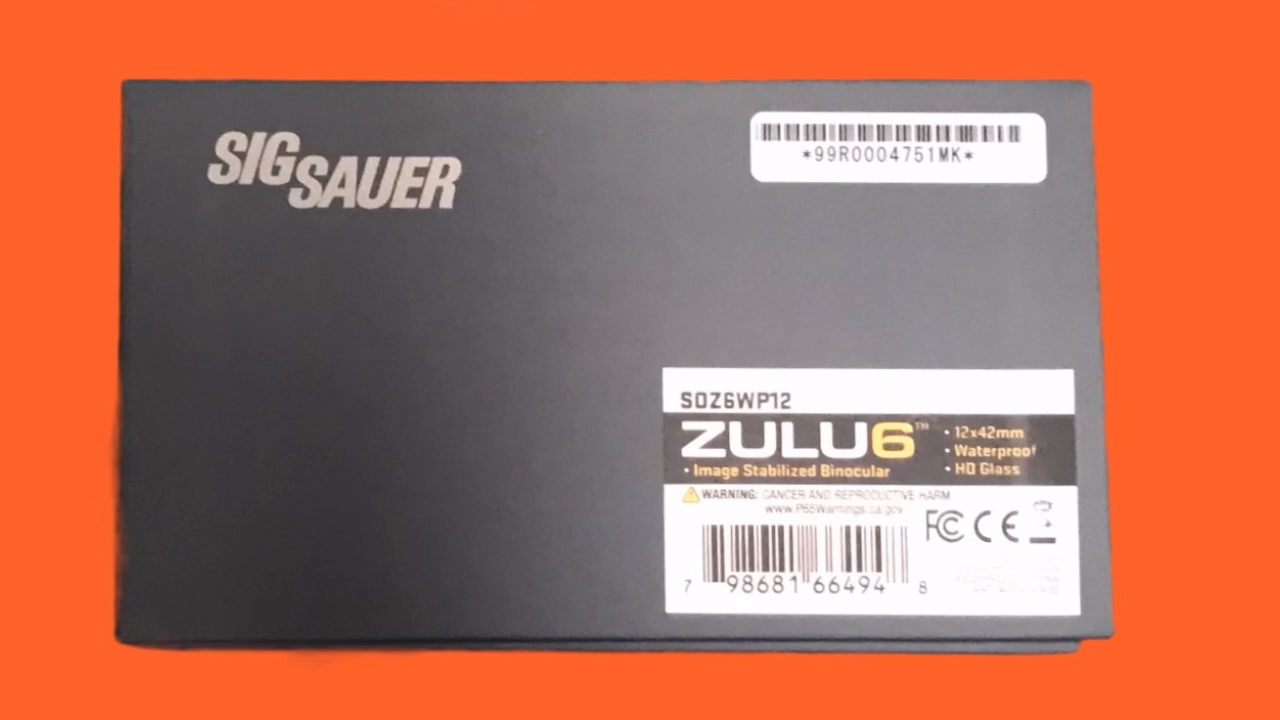 SIG SAUER
*99R0004751MK*
SOZ6WP12
ZULU6™
• 12x42mm
• Waterproof
• HD Glass
• Image Stabilized Binocular
WARNING: CANCER AND REPRODUCTIVE HARM
www.P65Warnings.ca.gov
FC CE
7 98681 66494 8